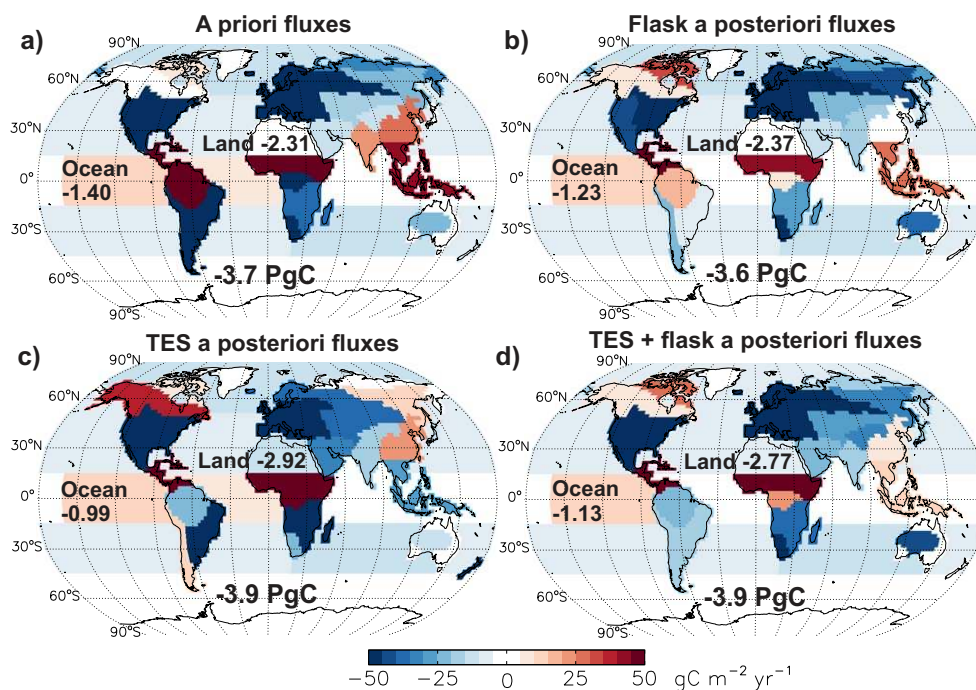 a)
A priori fluxes
90°N
60°N
30°N
0°
30°S
60°S
90°S
Land -2.31
Ocean
-1.40
-3.7 PgC
b)
Flask a posteriori fluxes
90°N
60°N
30°N
0°
30°S
60°S
90°S
Land -2.37
Ocean
-1.23
-3.6 PgC
c)
TES a posteriori fluxes
90°N
60°N
30°N
0°
30°S
60°S
90°S
Land -2.92
Ocean
-0.99
-3.9 PgC
d)
TES + flask a posteriori fluxes
90°N
60°N
30°N
0°
30°S
60°S
90°S
Land -2.77
Ocean
-1.13
-3.9 PgC
−50 −25 0 25 50 gC m⁻² yr⁻¹